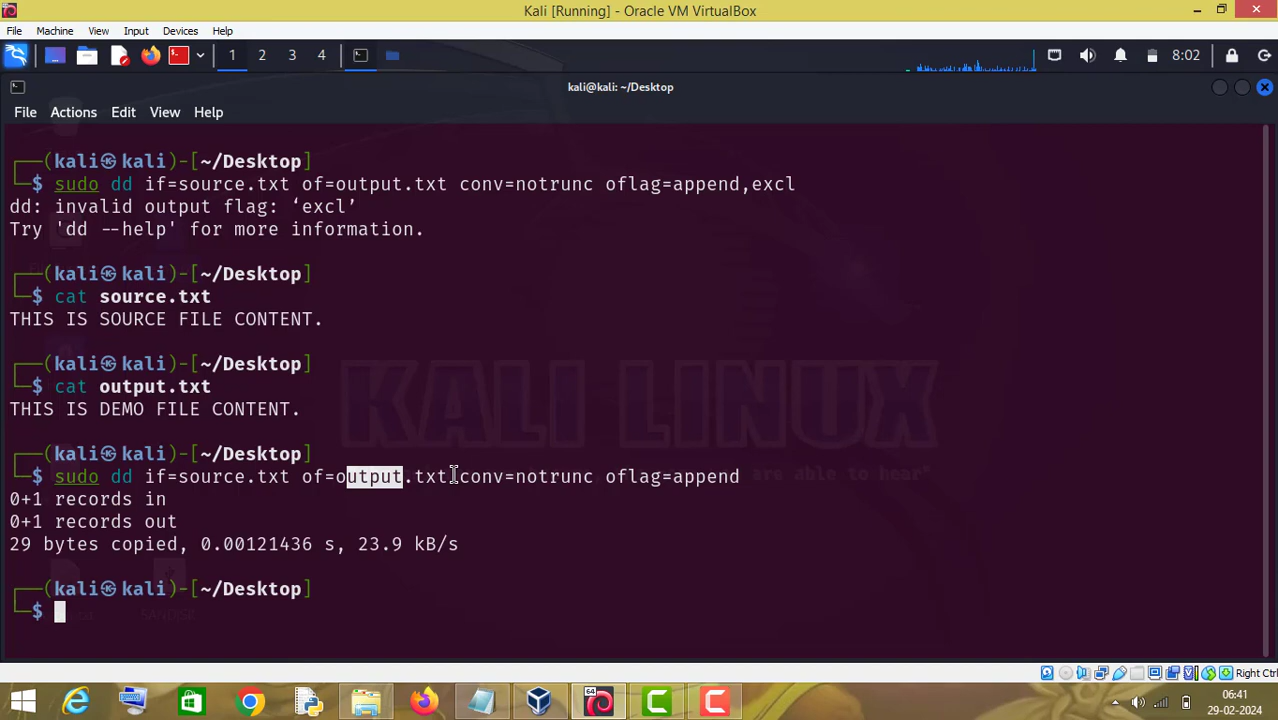 Kali [Running] - Oracle VM VirtualBox
File Machine View Input Devices Help
1 2 3 4 8:02
kali@kali: ~/Desktop
File Actions Edit View Help
┌──(kali㉿kali)-[~/Desktop]
└─$ sudo dd if=source.txt of=output.txt conv=notrunc oflag=append,excl
dd: invalid output flag: ‘excl’
Try 'dd --help' for more information.
┌──(kali㉿kali)-[~/Desktop]
└─$ cat source.txt
THIS IS SOURCE FILE CONTENT.
┌──(kali㉿kali)-[~/Desktop]
└─$ cat output.txt
THIS IS DEMO FILE CONTENT.
KALI LINUX
┌──(kali㉿kali)-[~/Desktop]
└─$ sudo dd if=source.txt of=output.txt conv=notrunc oflag=append
are able to hear"
0+1 records in
0+1 records out
29 bytes copied, 0.00121436 s, 23.9 kB/s
┌──(kali㉿kali)-[~/Desktop]
└─$
Right Ctrl
64
06:41
29-02-2024